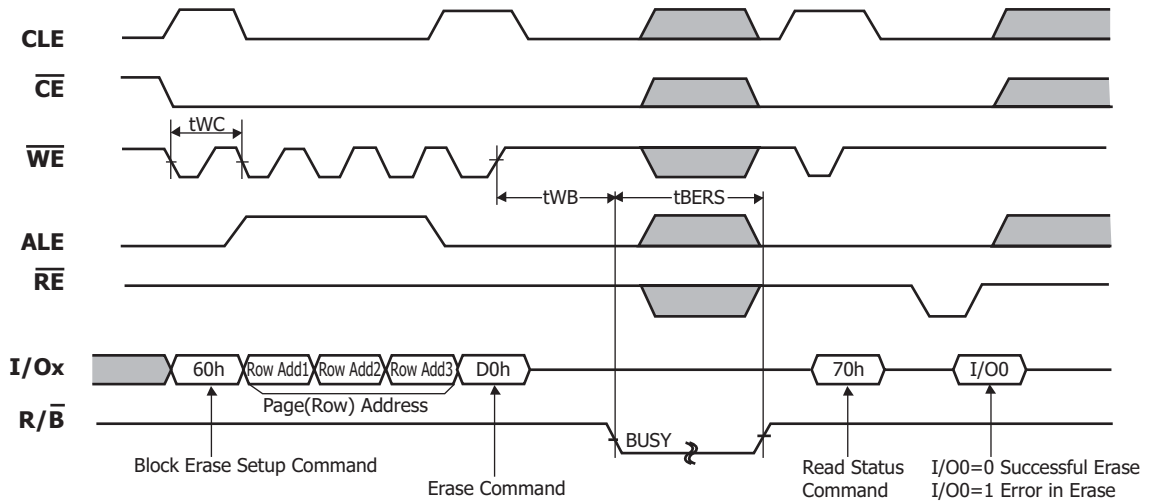 CLE
CE
tWC
WE
tWB
tBERS
ALE
RE
I/Ox
60h
Row Add1
Row Add2
Row Add3
D0h
70h
I/O0
Page(Row) Address
R/B
BUSY
Block Erase Setup Command
Erase Command
Read Status
Command
I/O0=0 Successful Erase
I/O0=1 Error in Erase